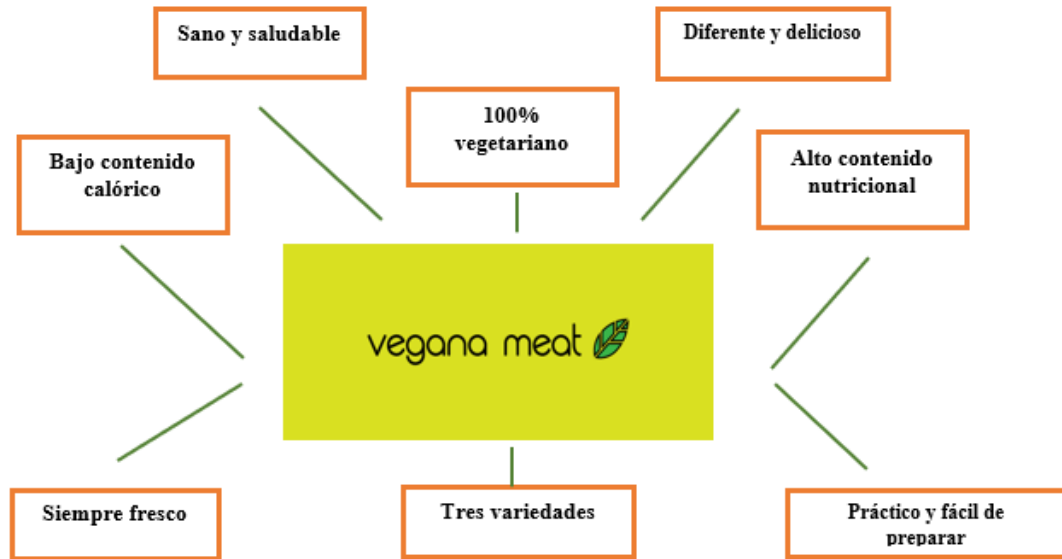 Sano y saludable
Diferente y delicioso
100%
vegetariano
Bajo contenido
calórico
Alto contenido
nutricional
vegana meat
Siempre fresco
Tres variedades
Práctico y fácil de
preparar